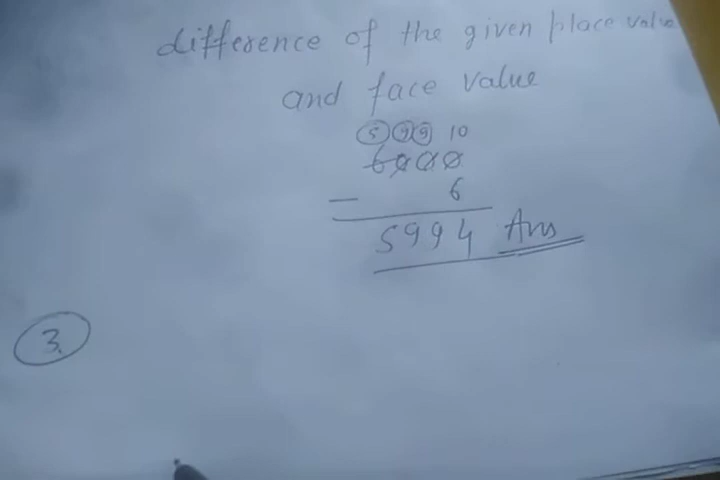 difference of the given place value
and face value
5 9 9 10
6000
- 6
5994 Ans
3.